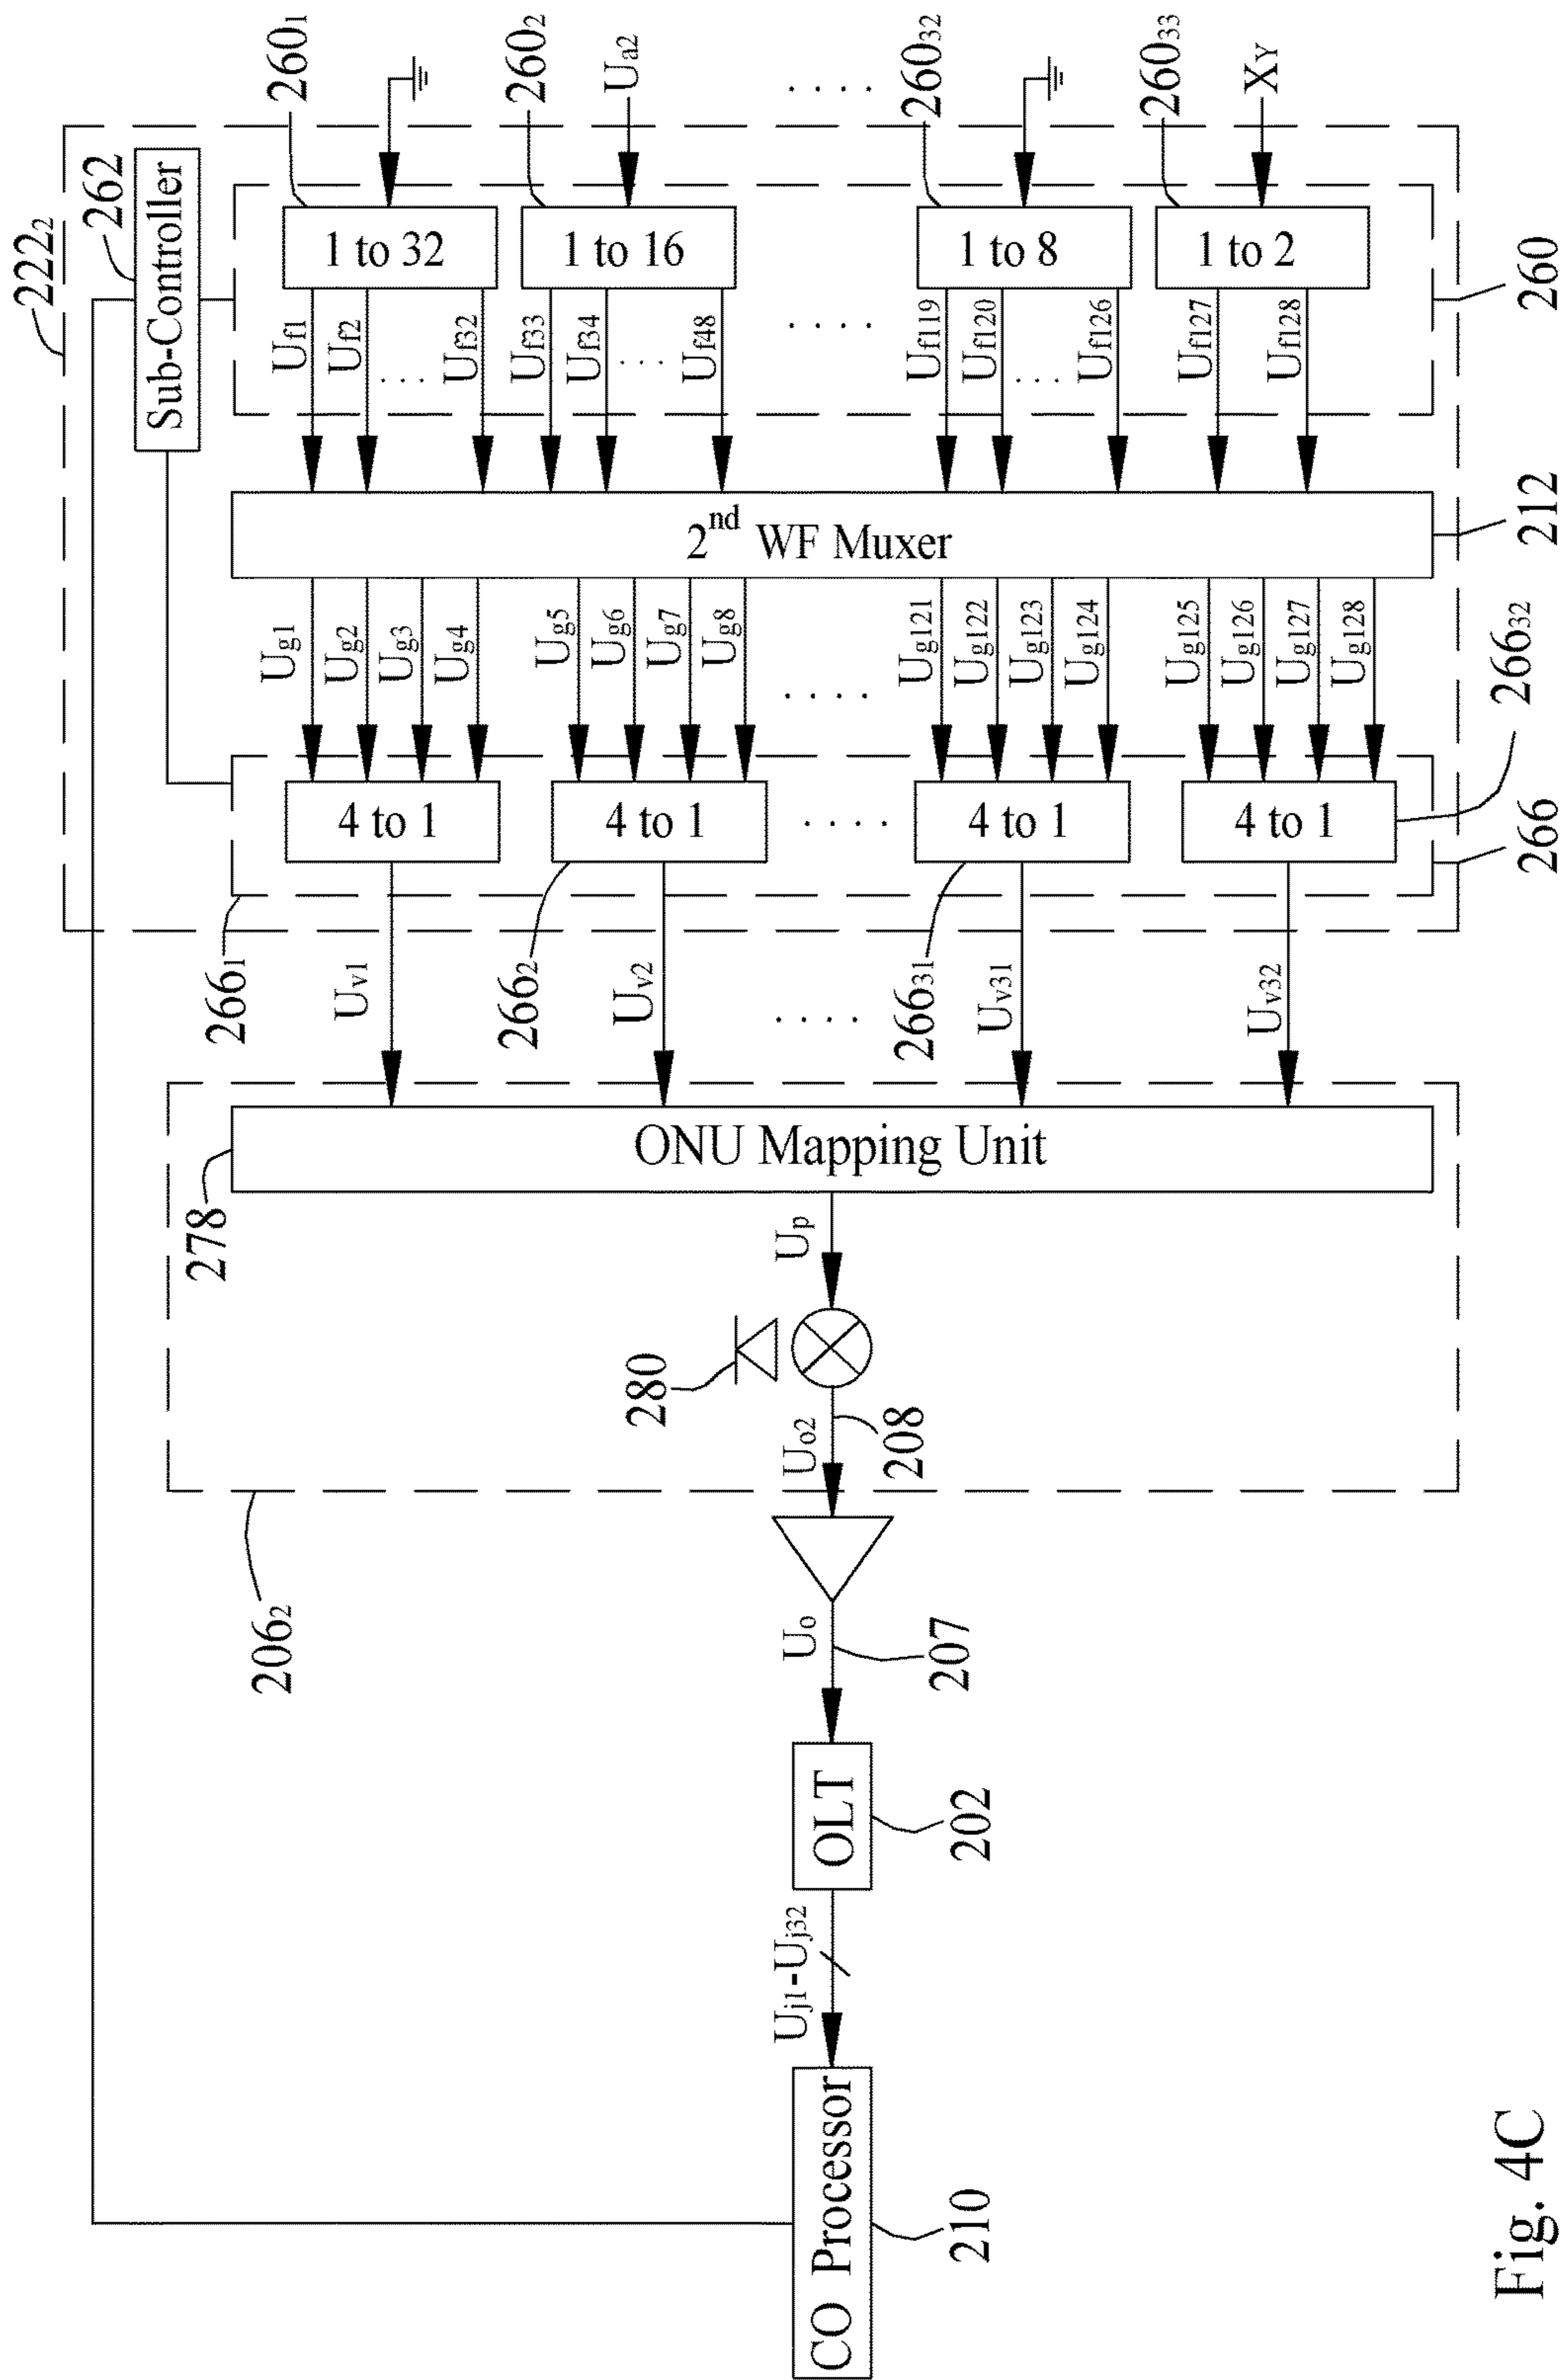 222₂
Sub-Controller
262
260₁
1 to 32
U_f1
U_f2
. . .
U_f32
260₂
U_a2
1 to 16
U_f33
U_f34
. . .
U_f48
. . . .
. . . .
260₃₂
1 to 8
U_f119
U_f120
. . .
U_f126
260₃₃
X_Y
1 to 2
U_f127
U_f128
260
2nd WF Muxer
212
U_g1
U_g2
U_g3
U_g4
U_g5
U_g6
U_g7
U_g8
. . . .
U_g121
U_g122
U_g123
U_g124
U_g125
U_g126
U_g127
U_g128
4 to 1
4 to 1
. . . .
4 to 1
4 to 1
266₁
266₂
266₃₁
266₃₂
266
U_v1
U_v2
. . . .
U_v31
U_v32
ONU Mapping Unit
278
U_p
280
U_o2
208
206₂
U_o
207
OLT
202
U_j1-U_j32
CO Processor
210
Fig. 4C